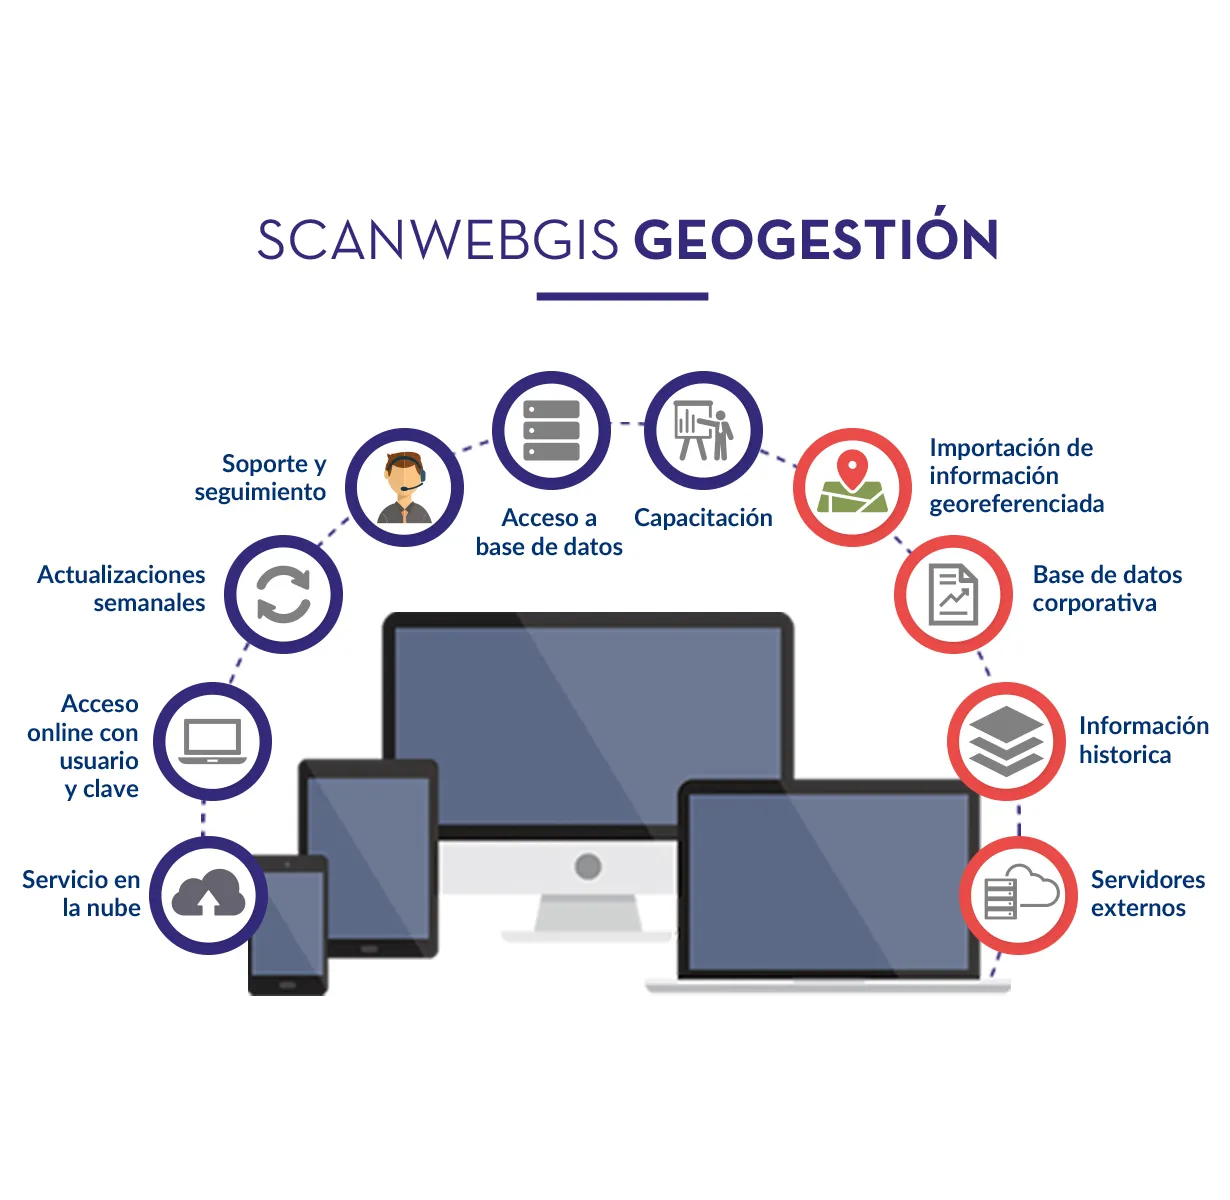 SCANWEBGIS GEOGESTIÓN
Soporte y
seguimiento
Acceso a
base de datos
Capacitación
Importación de
información
georeferenciada
Actualizaciones
semanales
Base de datos
corporativa
Acceso
online con
usuario
y clave
Información
historica
Servicio en
la nube
Servidores
externos